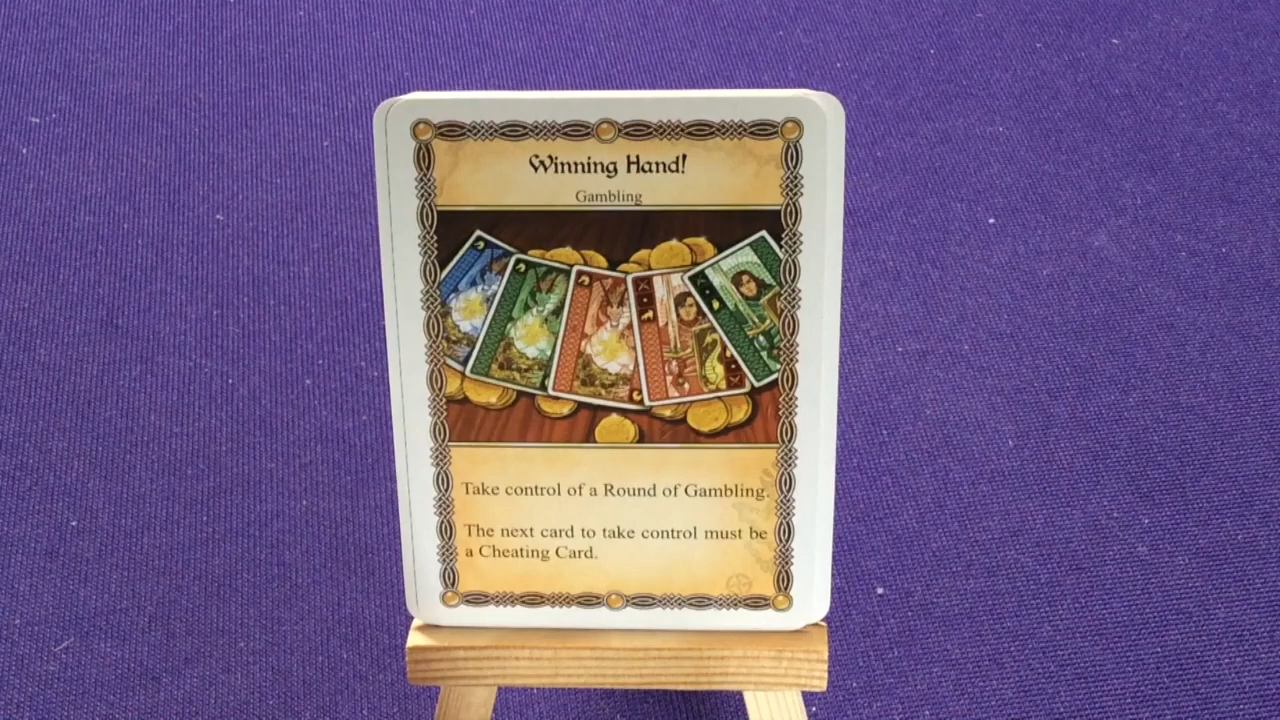 Winning Hand!
Gambling
Take control of a Round of Gambling.
The next card to take control must be
a Cheating Card.